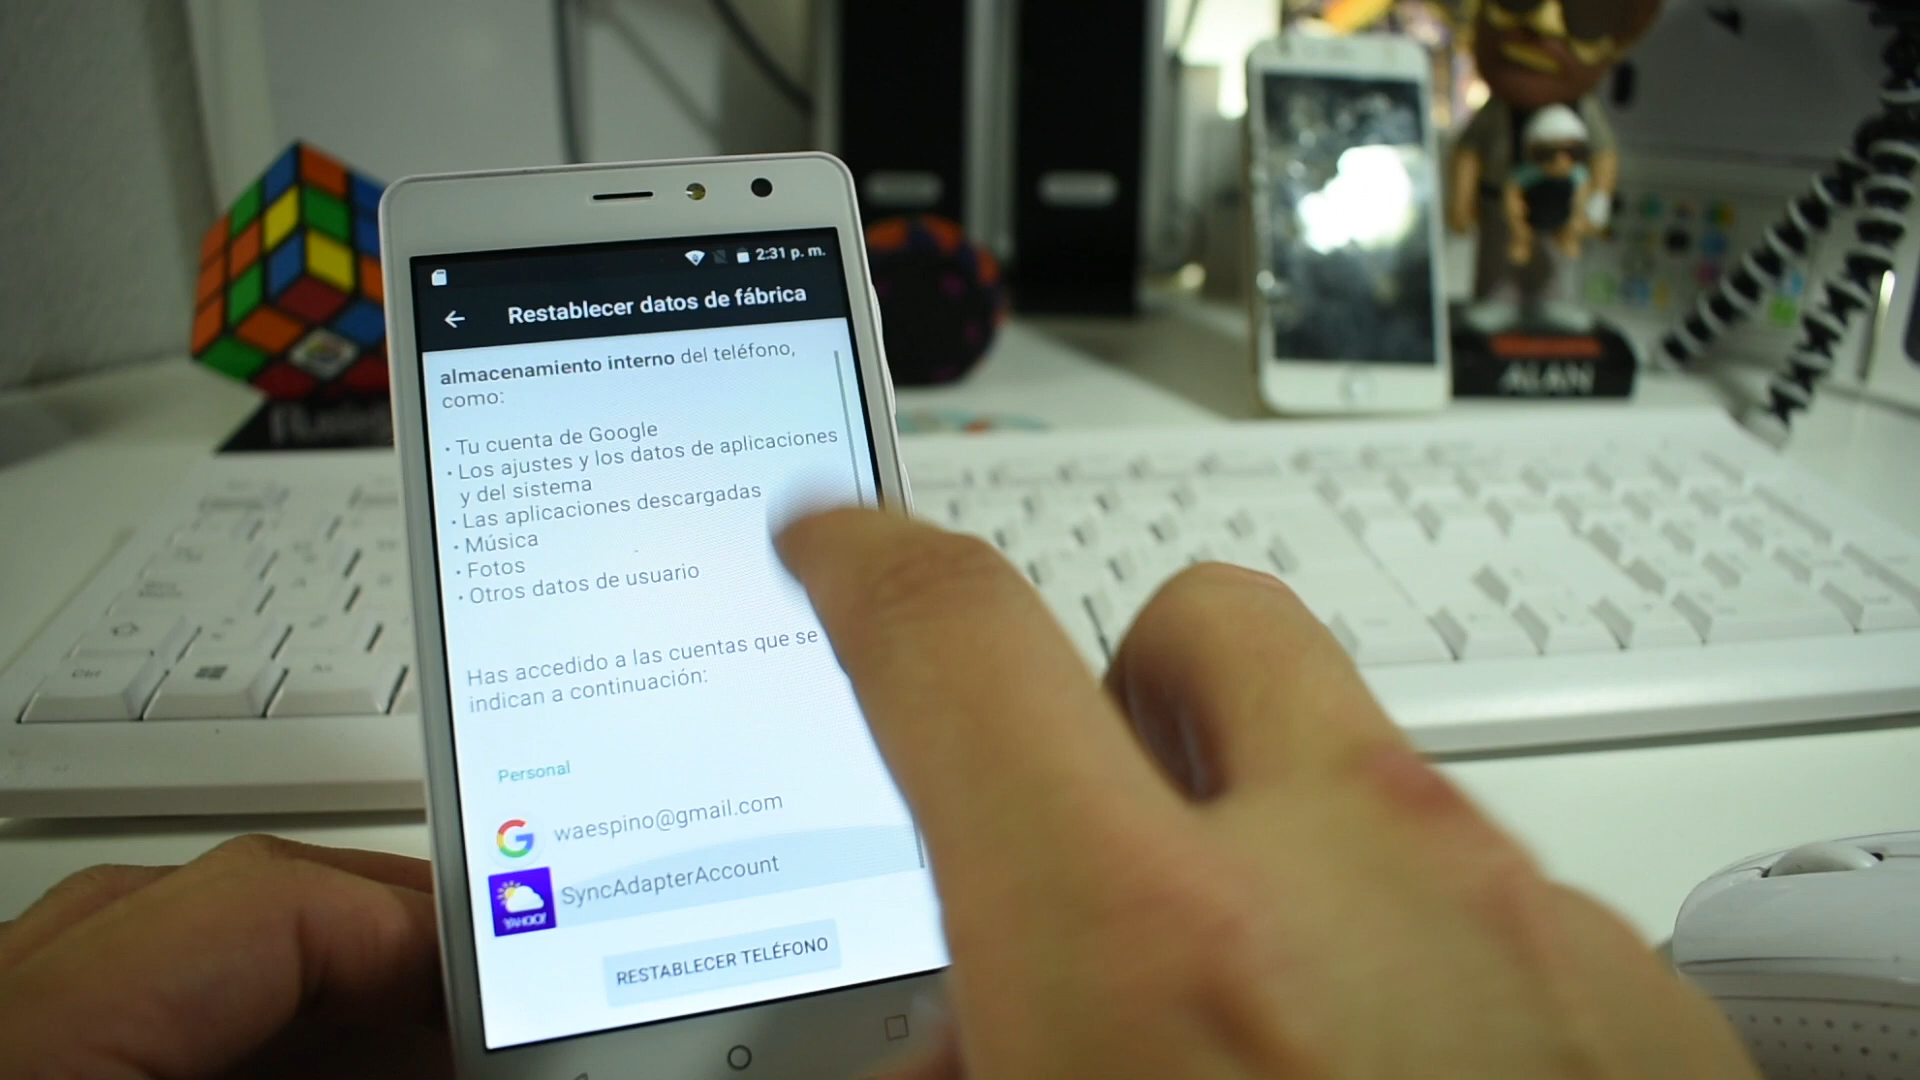 2:31 p. m.
Restablecer datos de fábrica
almacenamiento interno del teléfono,
como:
· Tu cuenta de Google
· Los ajustes y los datos de aplicaciones
y del sistema
· Las aplicaciones descargadas
· Música
· Fotos
· Otros datos de usuario
Has accedido a las cuentas que se
indican a continuación:
Personal
waespino@gmail.com
SyncAdapterAccount
YAHOO!
RESTABLECER TELÉFONO
ALAN
Ctrl